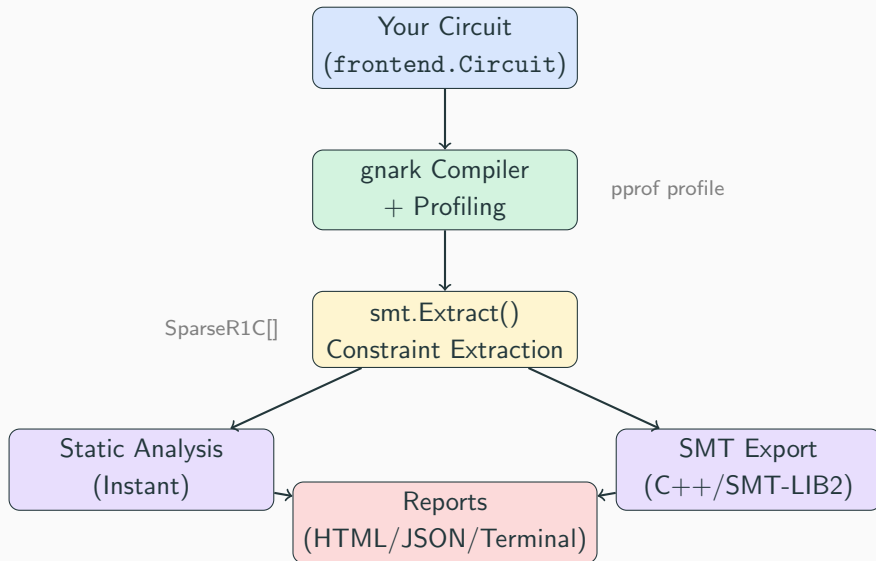 Your Circuit
(frontend.Circuit)
gnark Compiler
+ Profiling
pprof profile
smt.Extract()
Constraint Extraction
SparseR1C[]
Static Analysis
(Instant)
SMT Export
(C++/SMT-LIB2)
Reports
(HTML/JSON/Terminal)